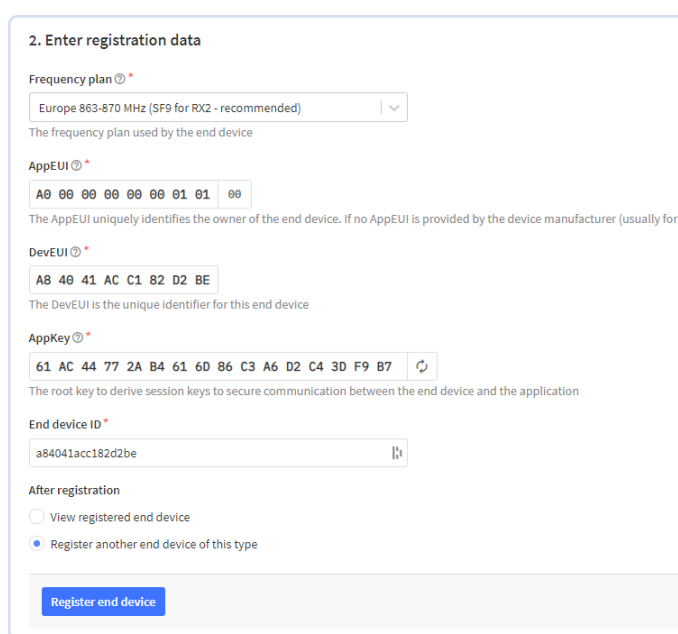 2. Enter registration data
Frequency plan *
Europe 863-870 MHz (SF9 for RX2 - recommended)
The frequency plan used by the end device
AppEUI *
A0 00 00 00 00 00 01 01 00
The AppEUI uniquely identifies the owner of the end device. If no AppEUI is provided by the device manufacturer (usually for
DevEUI *
A8 40 41 AC C1 82 D2 BE
The DevEUI is the unique identifier for this end device
AppKey *
61 AC 44 77 2A B4 61 6D 86 C3 A6 D2 C4 3D F9 B7
The root key to derive session keys to secure communication between the end device and the application
End device ID *
a84041acc182d2be
After registration
View registered end device
Register another end device of this type
Register end device